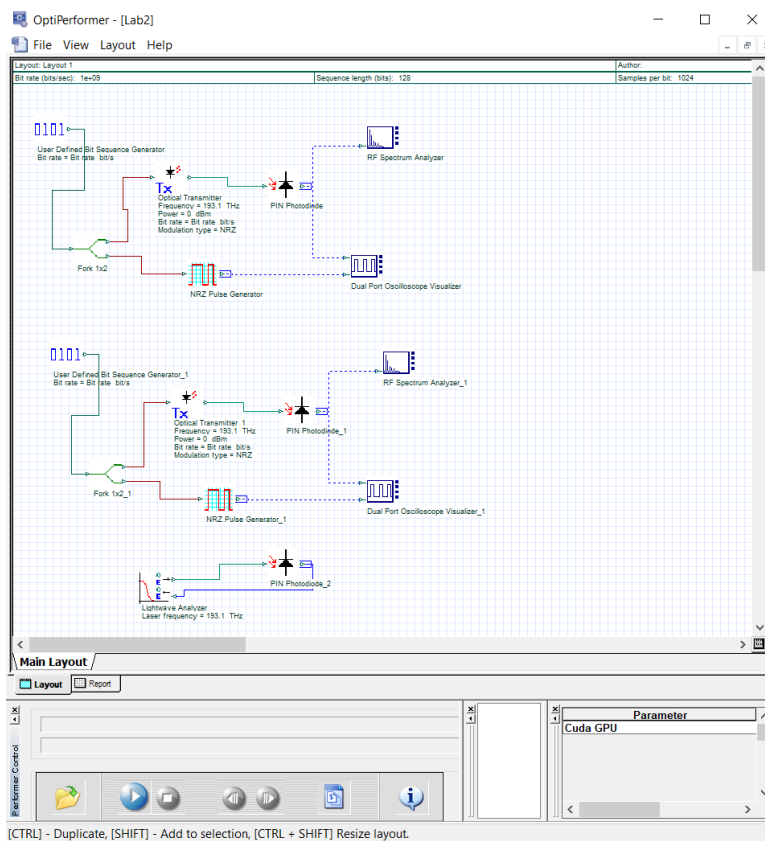 OptiPerformer - [Lab2]
File View Layout Help
Layout: Layout 1
Author:
Bit rate (bits/sec): 1e+09
Sequence length (bits): 128
Samples per bit: 1024
User Defined Bit Sequence Generator
Bit rate = Bit rate bit/s
RF Spectrum Analyzer
Tx
Optical Transmitter
Frequency = 193.1 THz
Power = 0 dBm
Bit rate = Bit rate bit/s
Modulation type = NRZ
PIN Photodiode
Fork 1x2
NRZ Pulse Generator
Dual Port Oscilloscope Visualizer
User Defined Bit Sequence Generator_1
Bit rate = Bit rate bit/s
RF Spectrum Analyzer_1
Tx
Optical Transmitter 1
Frequency = 193.1 THz
Power = 0 dBm
Bit rate = Bit rate bit/s
Modulation type = NRZ
PIN Photodiode_1
Fork 1x2_1
NRZ Pulse Generator_1
Dual Port Oscilloscope Visualizer_1
PIN Photodiode_2
O
E
O
E
Lightwave Analyzer
Laser frequency = 193.1 THz
Main Layout
Layout
Report
Performer Control
Parameter
Cuda GPU
[CTRL] - Duplicate, [SHIFT] - Add to selection, [CTRL + SHIFT] Resize layout.